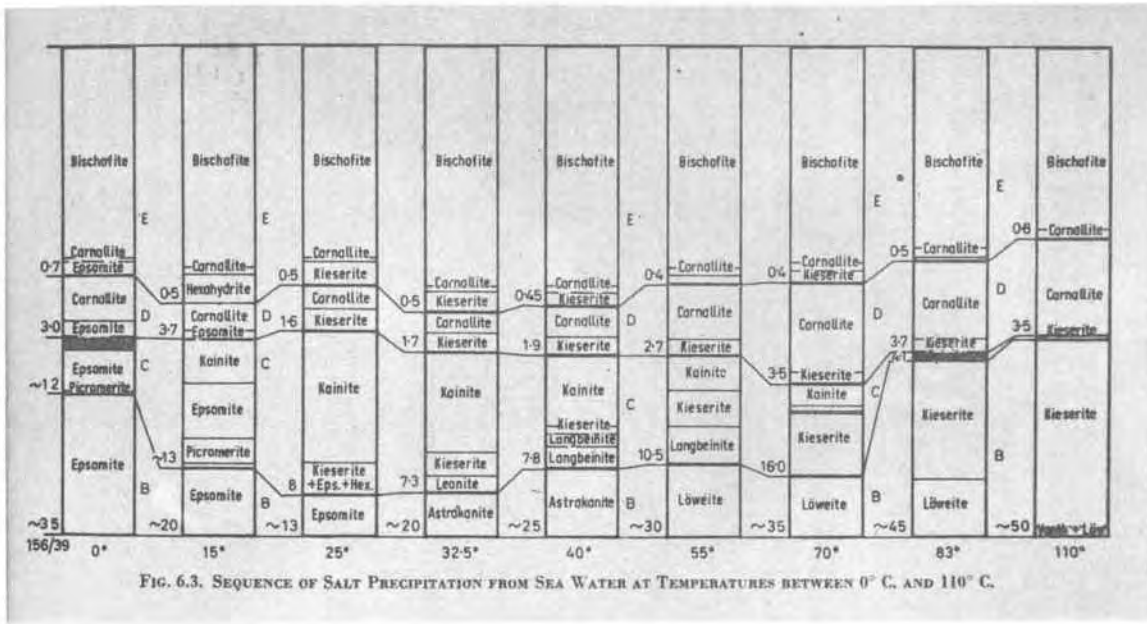 Bischofite
Carnallite
Epsomite
Carnallite
Epsomite
Epsomite
Picromerite
Epsomite
0·7
3·0
~12
~35
156/39
0°
E
D
C
B
Bischofite
Carnallite
Hexahydrite
Carnallite
Epsomite
Kainite
Epsomite
Picromerite
Epsomite
0·5
3·7
~13
~20
15°
E
D
C
B
Bischofite
Carnallite
Kieserite
Carnallite
Kieserite
Kainite
Kieserite
+Eps.+Hex.
Epsomite
0·5
1·6
8
~13
25°
Bischofite
Carnallite
Kieserite
Carnallite
Kieserite
Kainite
Kieserite
Leonite
Astrakanite
0·5
1·7
7·3
~20
32·5°
Bischofite
Carnallite
Kieserite
Carnallite
Kieserite
Kainite
Kieserite
Langbeinite
Langbeinite
Astrakanite
0·45
1·9
7·8
~25
40°
E
D
C
B
Bischofite
Carnallite
Carnallite
Kieserite
Kainite
Kieserite
Langbeinite
Löweite
0·4
2·7
10·5
~30
55°
Bischofite
Carnallite
Kieserite
Carnallite
Kieserite
Kainite
Kieserite
Löweite
0·4
3·5
16·0
~35
70°
E
D
C
B
Bischofite
Carnallite
Carnallite
Kieserite
Kieserite
Löweite
0·5
3·7
4·1
~45
83°
E
D
B
Bischofite
Carnallite
Carnallite
Kieserite
Kieserite
0·6
3·5
~50
110°
FIG. 6.3. SEQUENCE OF SALT PRECIPITATION FROM SEA WATER AT TEMPERATURES BETWEEN 0° C. AND 110° C.